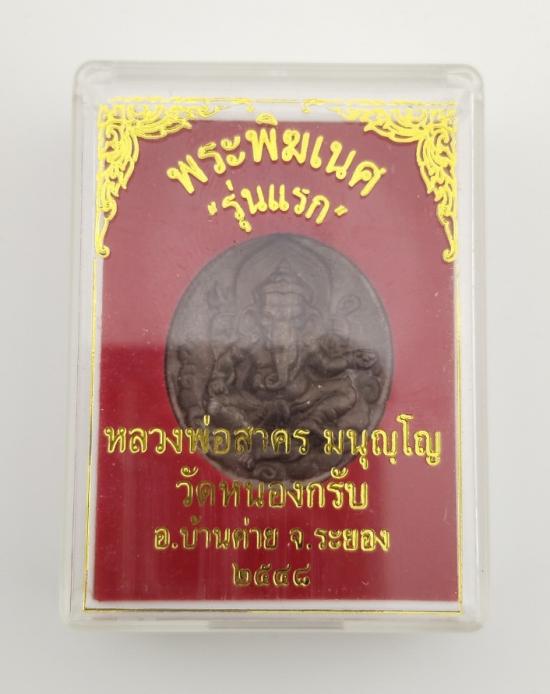 พระพิฆเนศ
"รุ่นแรก"
หลวงพ่อสาคร มนุญฺโญ
วัดหนองกรับ
อ.บ้านค่าย จ.ระยอง
๒๕๔๘